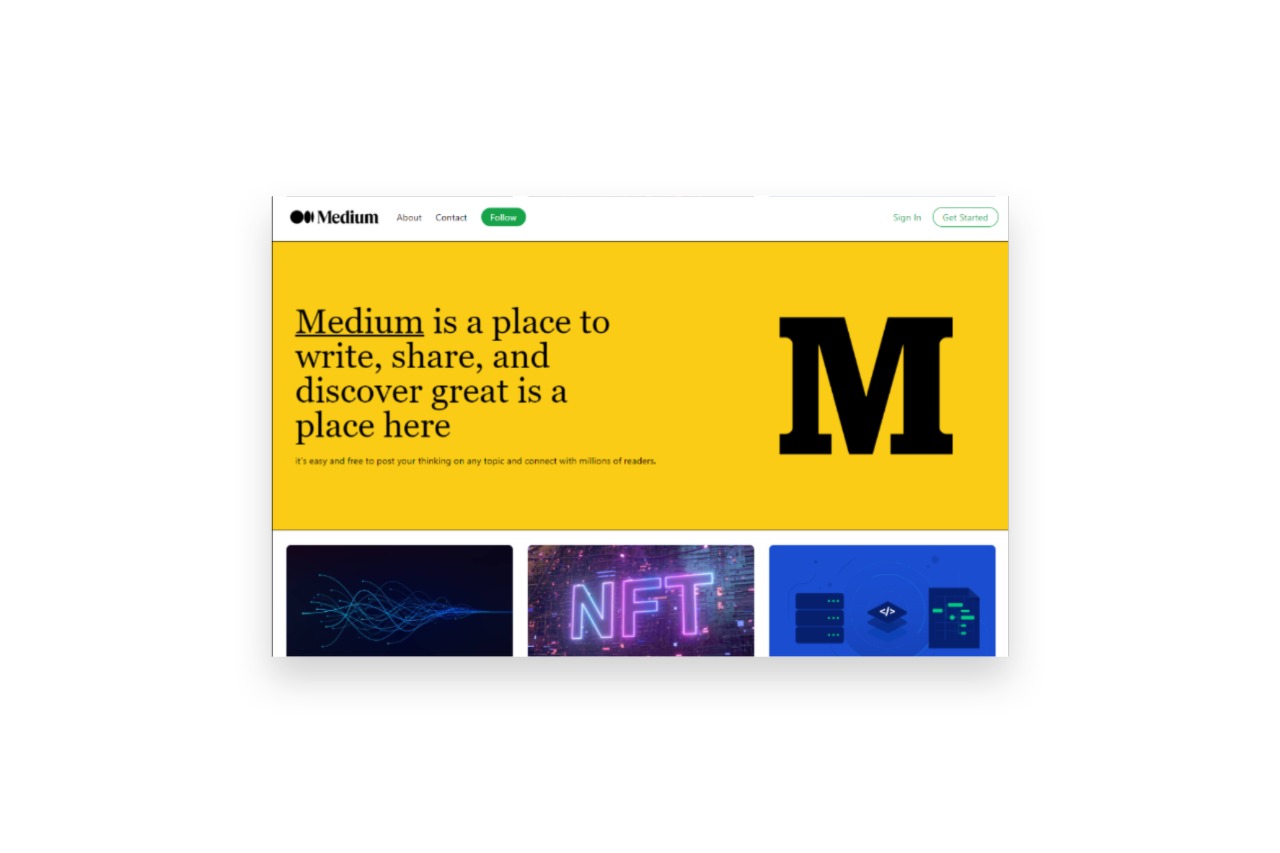 Medium About Contact Follow Sign In Get Started
Medium is a place to
write, share, and
discover great is a
place here
it's easy and free to post your thinking on any topic and connect with millions of readers.
M
NFT
</>